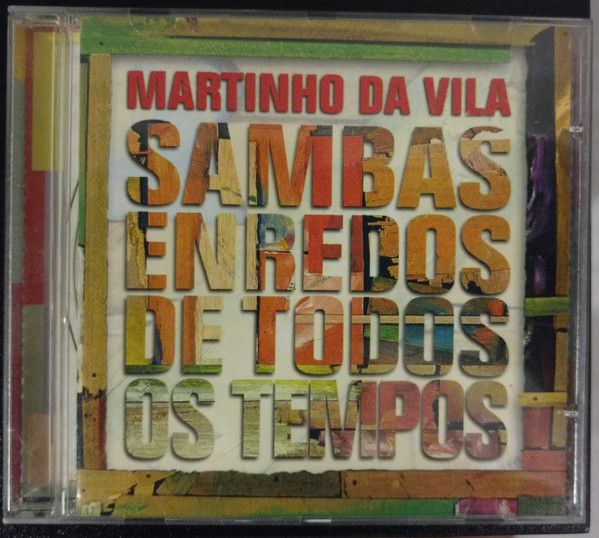 MARTINHO DA VILA
SAMBAS
ENREDOS
DE TODOS
OS TEMPOS